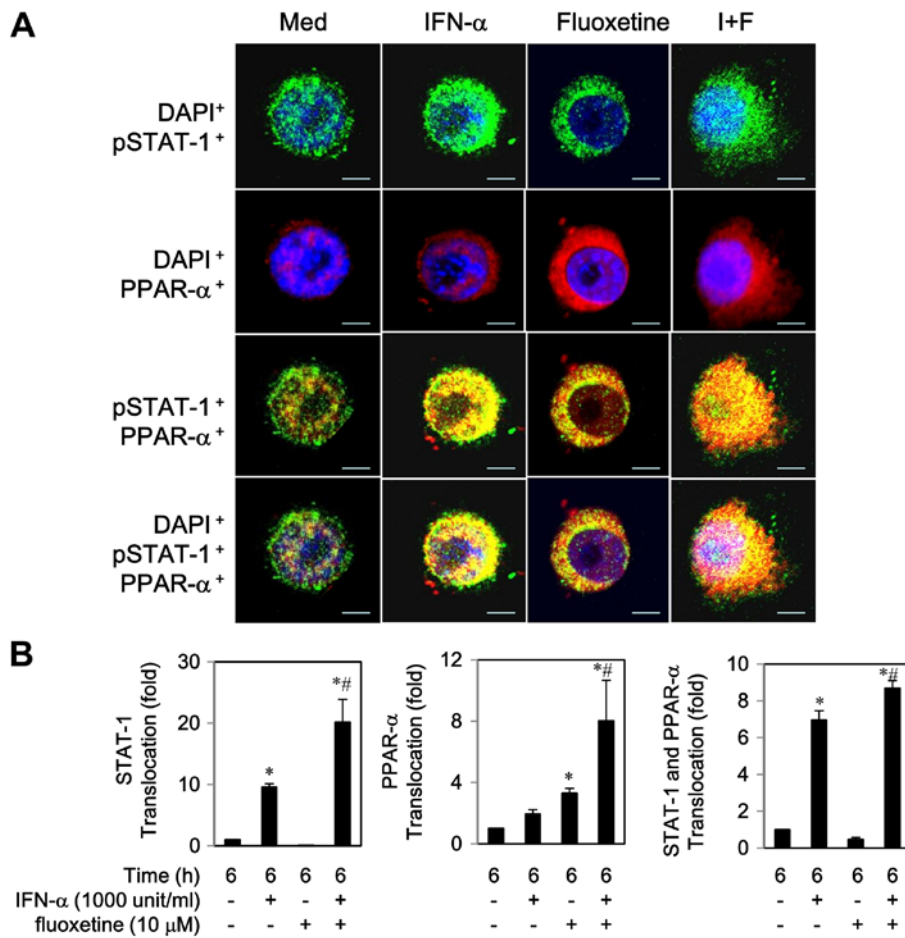 A
Med IFN-α Fluoxetine I+F
DAPI⁺
pSTAT-1⁺
DAPI⁺
PPAR-α⁺
pSTAT-1⁺
PPAR-α⁺
DAPI⁺
pSTAT-1⁺
PPAR-α⁺
B
STAT-1
Translocation (fold)
30
20
10
0
*
*#
PPAR-α
Translocation (fold)
12
8
4
0
*
*#
STAT-1 and PPAR-α
Translocation (fold)
10
8
6
4
2
0
*
*#
Time (h) 6 6 6 6 6 6 6 6 6 6 6 6
IFN-α (1000 unit/ml) - + - + - + - + - + - +
fluoxetine (10 μM) - - + + - - + + - - + +